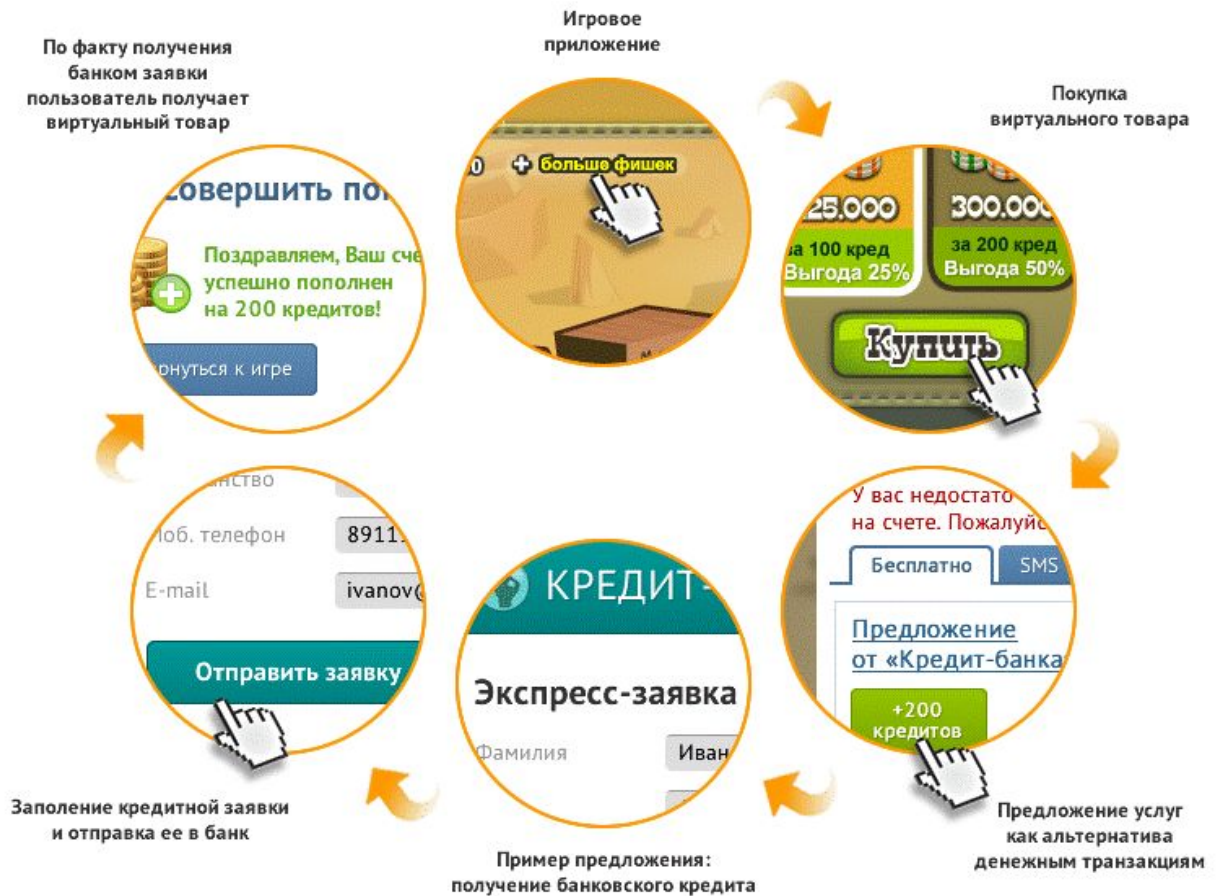 Игровое
приложение
+ больше фишек
Покупка
виртуального товара
25.000
300.000
за 100 кред
Выгода 25%
за 200 кред
Выгода 50%
Купить
У вас недостато
на счете. Пожалуйс
Бесплатно
SMS
Предложение
от «Кредит-банка
+200
кредитов
Предложение услуг
как альтернатива
денежным транзакциям
КРЕДИТ-
Экспресс-заявка
Фамилия
Иван
Пример предложения:
получение банковского кредита
нство
Моб. телефон
8911
E-mail
ivanov@
Отправить заявку
Заполение кредитной заявки
и отправка ее в банк
По факту получения
банком заявки
пользователь получает
виртуальный товар
совершить по
Поздравляем, Ваш сче
успешно пополнен
на 200 кредитов!
рнуться к игре